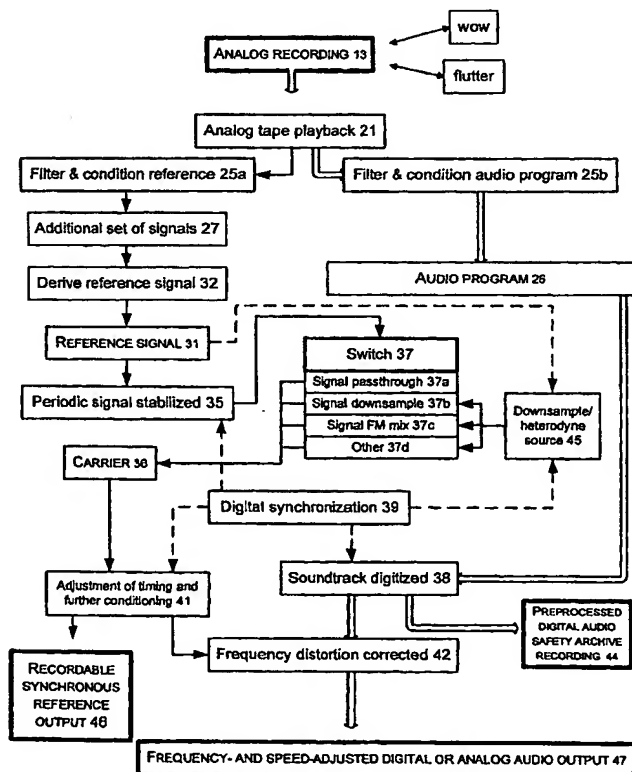 wow
ANALOG RECORDING 13
flutter
Analog tape playback 21
Filter & condition reference 25a
Filter & condition audio program 25b
Additional set of signals 27
Derive reference signal 32
AUDIO PROGRAM 26
REFERENCE SIGNAL 31
Switch 37
Signal passthrough 37a
Periodic signal stabilized 35
Signal downsample 37b
Downsample/
heterodyne
source 45
Signal FM mix 37c
Other 37d
CARRIER 36
Digital synchronization 39
Adjustment of timing and
further conditioning 41
Soundtrack digitized 38
PREPROCESSED
DIGITAL AUDIO
SAFETY ARCHIVE
RECORDING 44
Frequency distortion corrected 42
RECORDABLE
SYNCHRONOUS
REFERENCE
OUTPUT 46
FREQUENCY- AND SPEED-ADJUSTED DIGITAL OR ANALOG AUDIO OUTPUT 47